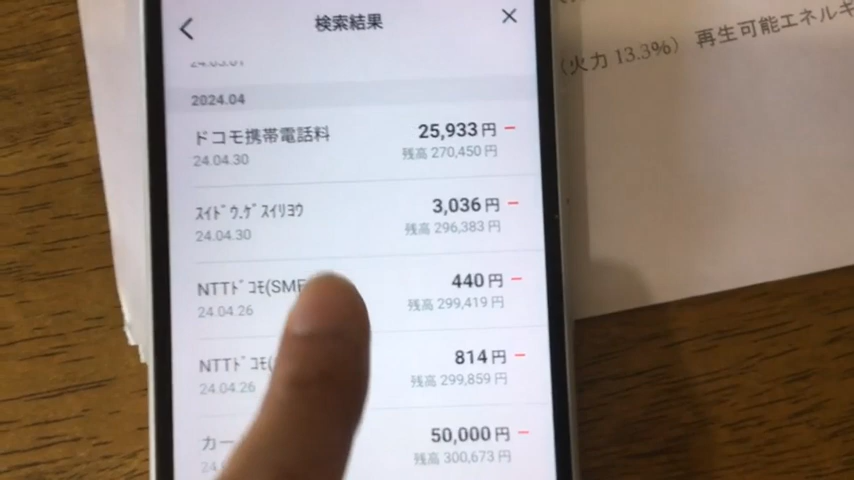 検索結果
2024.04
ドコモ携帯電話料 25,933円
24.04.30 残高 270,450円
ｽｲﾄﾞｳ.ｹﾞｽｲﾘﾖｳ 3,036円
24.04.30 残高 296,383円
NTTﾄﾞｺﾓ(SM 440円
24.04.26 残高 299,419円
NTTﾄﾞｺﾓ( 814円
24.04.26 残高 299,859円
カー 50,000円
24 残高 300,673円
(火力 13.3%) 再生可能エネルギ